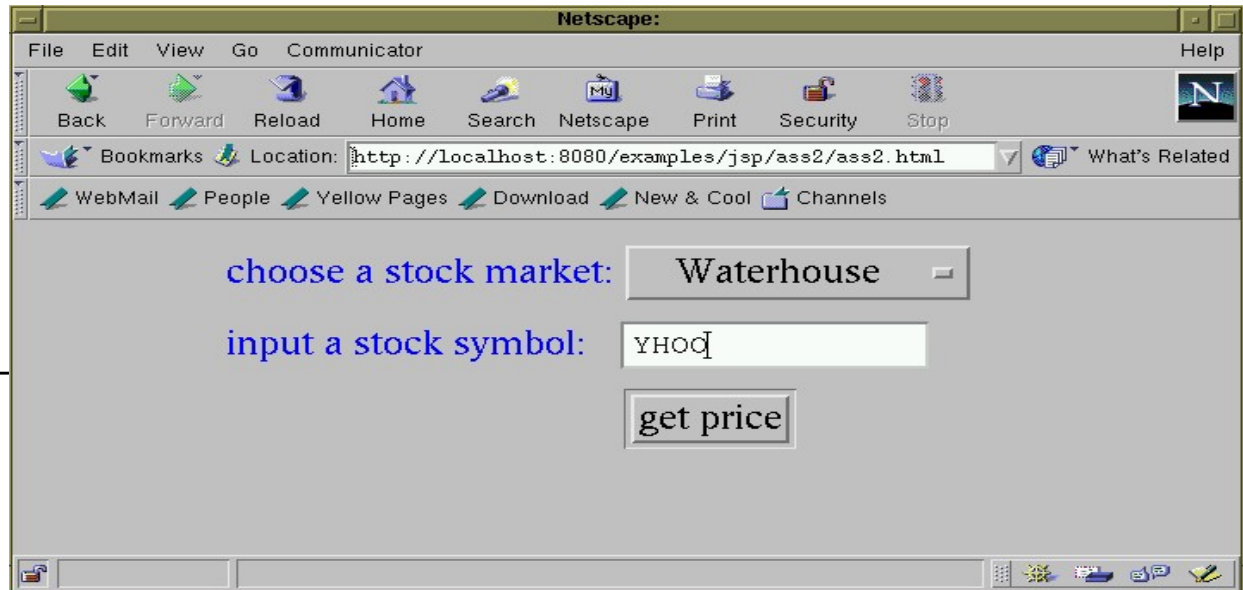 Netscape:
File Edit View Go Communicator Help
Back Forward Reload Home Search Netscape Print Security Stop
My
N
Bookmarks Location: http://localhost:8080/examples/jsp/ass2/ass2.html What's Related
WebMail People Yellow Pages Download New & Cool Channels
choose a stock market: Waterhouse
input a stock symbol: YHOO
get price